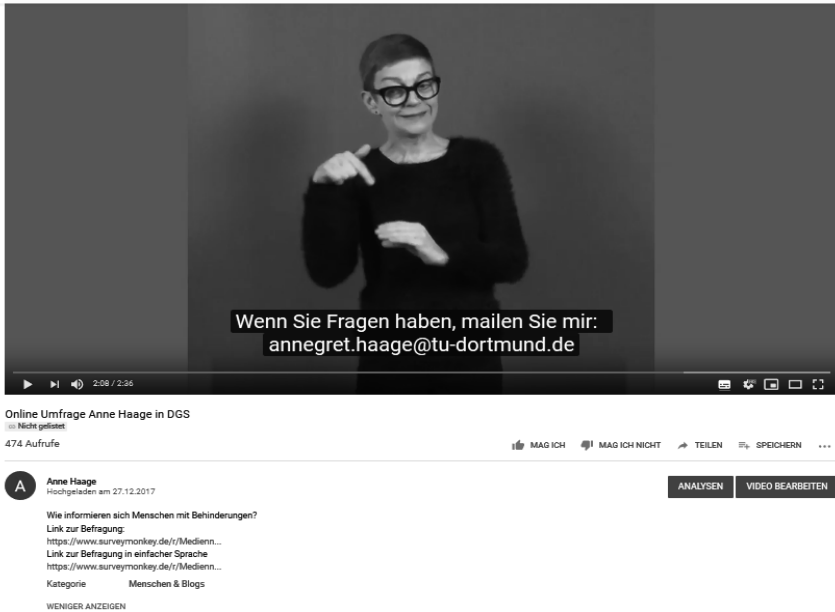 Wenn Sie Fragen haben, mailen Sie mir:
annegret.haage@tu-dortmund.de
2:08 / 2:36
Online Umfrage Anne Haage in DGS
Nicht gelistet
474 Aufrufe
MAG ICH MAG ICH NICHT TEILEN SPEICHERN ...
A
Anne Haage
Hochgeladen am 27.12.2017
ANALYSEN VIDEO BEARBEITEN
Wie informieren sich Menschen mit Behinderungen?
Link zur Befragung:
https://www.surveymonkey.de/r/Medienn...
Link zur Befragung in einfacher Sprache
https://www.surveymonkey.de/r/Medienn...
Kategorie Menschen & Blogs
WENIGER ANZEIGEN